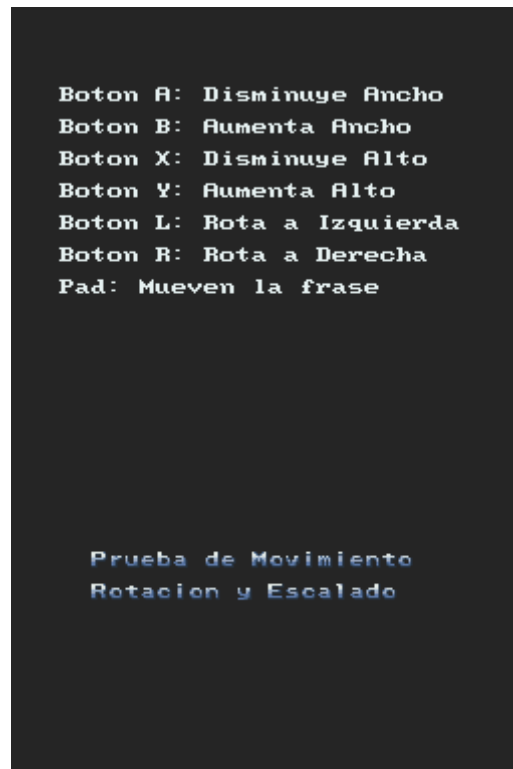 Boton A: Disminuye Ancho
Boton B: Aumenta Ancho
Boton X: Disminuye Alto
Boton Y: Aumenta Alto
Boton L: Rota a Izquierda
Boton R: Rota a Derecha
Pad: Mueven la frase
Prueba de Movimiento
Rotacion y Escalado